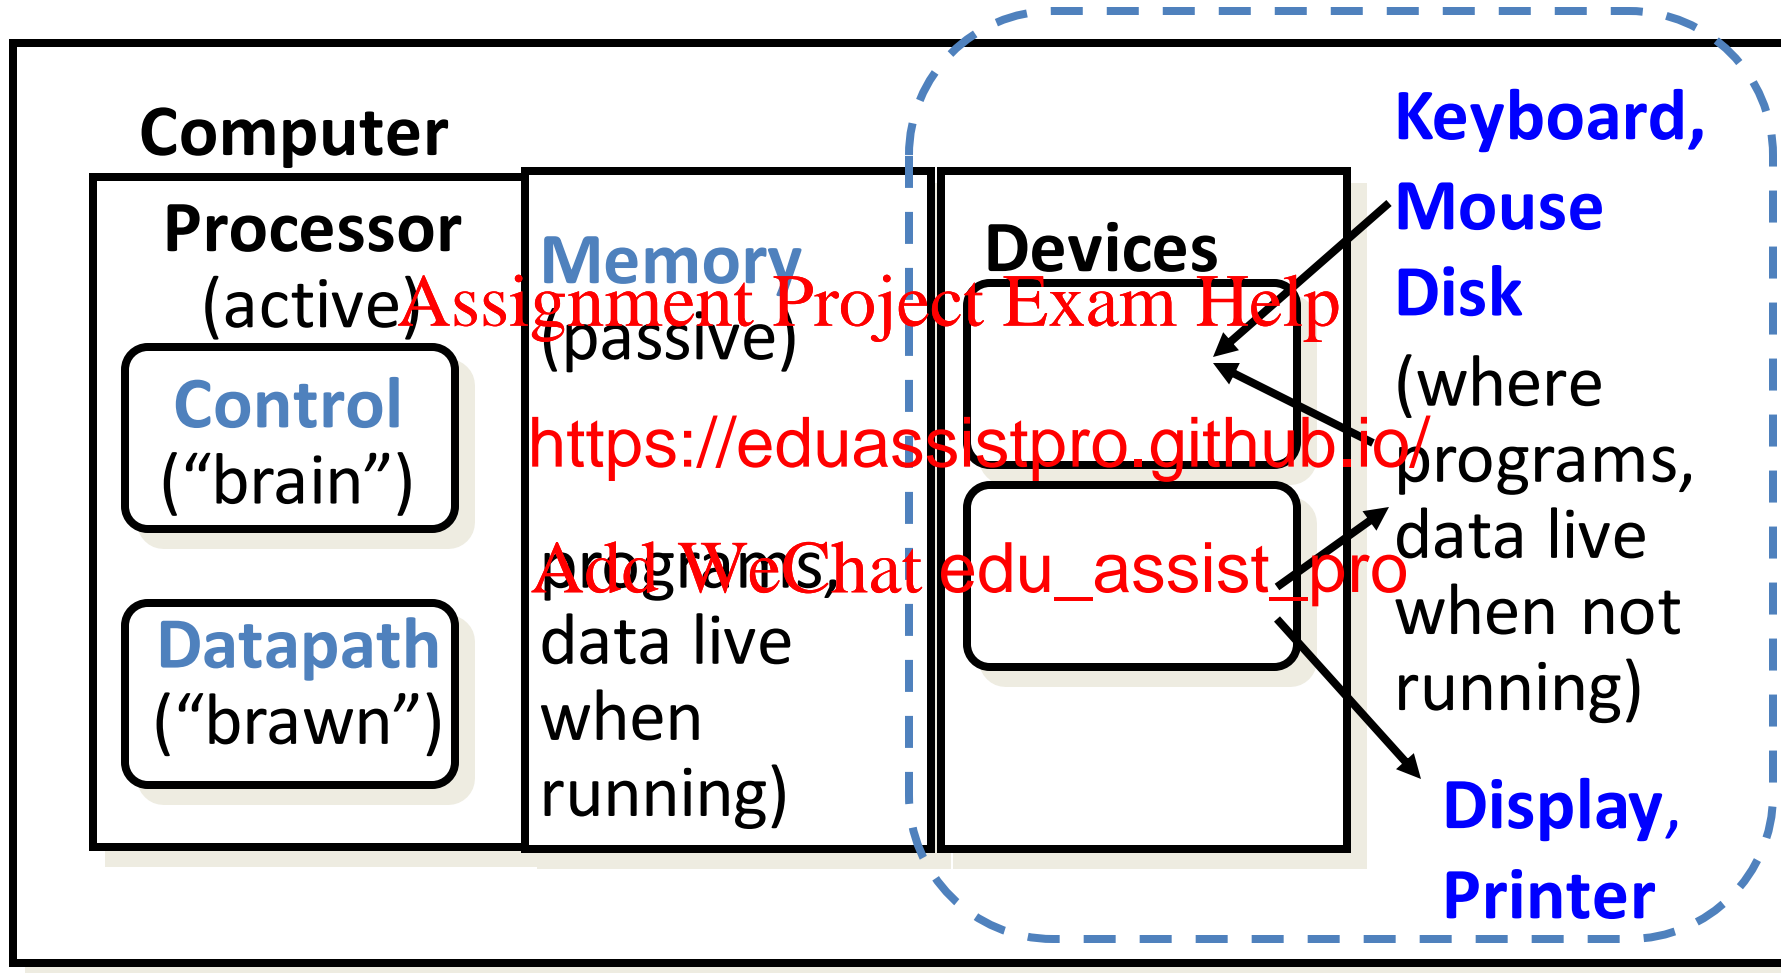 Computer
Processor
(active)
Control
(“brain”)
Datapath
(“brawn”)
Memory
(passive)
programs,
data live
when
running)
Devices
Keyboard,
Mouse
Disk
(where
programs,
data live
when not
running)
Display,
Printer
Assignment Project Exam Help
https://eduassistpro.github.io/
Add WeChat edu_assist_pro